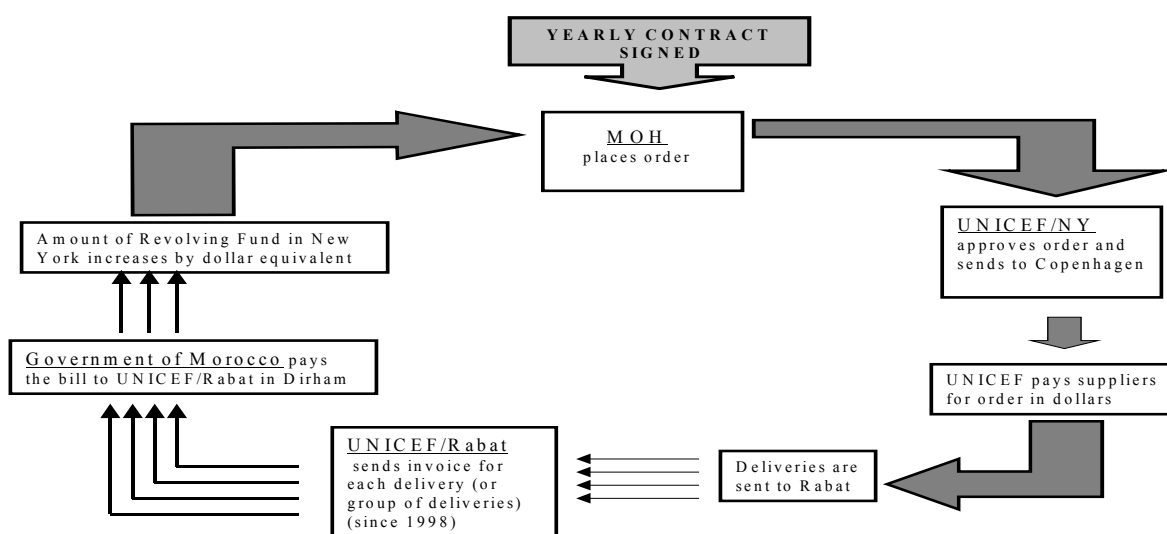 YEARLY CONTRACT
SIGNED
MOH
places order
UNICEF/NY
approves order and
sends to Copenhagen
UNICEF pays suppliers
for order in dollars
Deliveries are
sent to Rabat
UNICEF/Rabat
sends invoice for
each delivery (or
group of deliveries)
(since 1998)
Government of Morocco pays
the bill to UNICEF/Rabat in Dirham
Amount of Revolving Fund in New
York increases by dollar equivalent